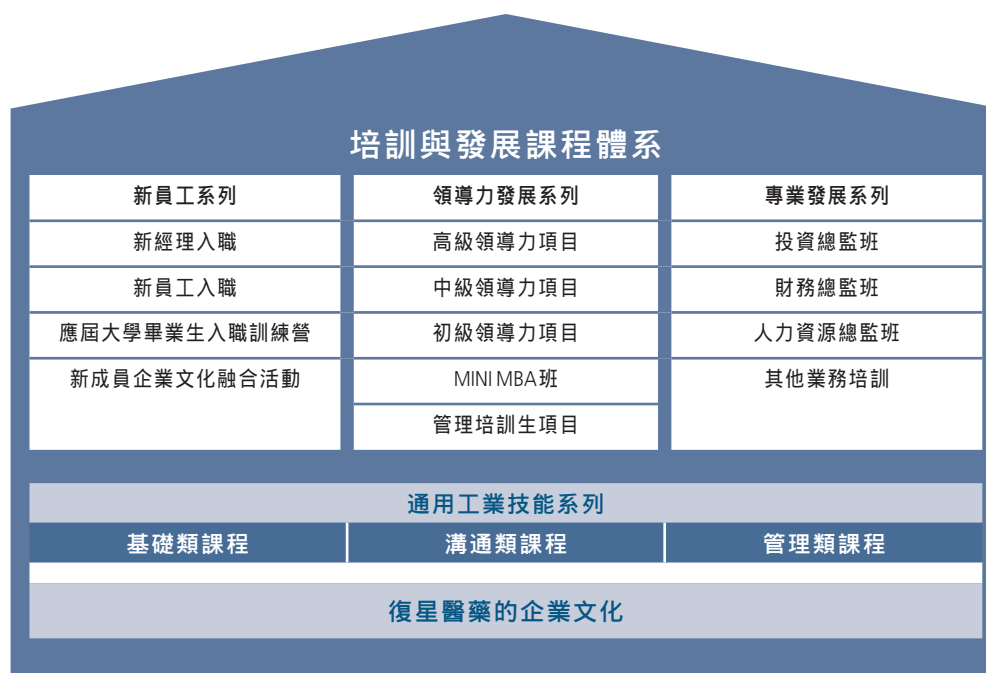 培訓與發展課程體系
新員工系列 領導力發展系列 專業發展系列
新經理入職 高級領導力項目 投資總監班
新員工入職 中級領導力項目 財務總監班
應屆大學畢業生入職訓練營 初級領導力項目 人力資源總監班
新成員企業文化融合活動 MINI MBA班 其他業務培訓
管理培訓生項目
通用工業技能系列
基礎類課程 溝通類課程 管理類課程
復星醫藥的企業文化